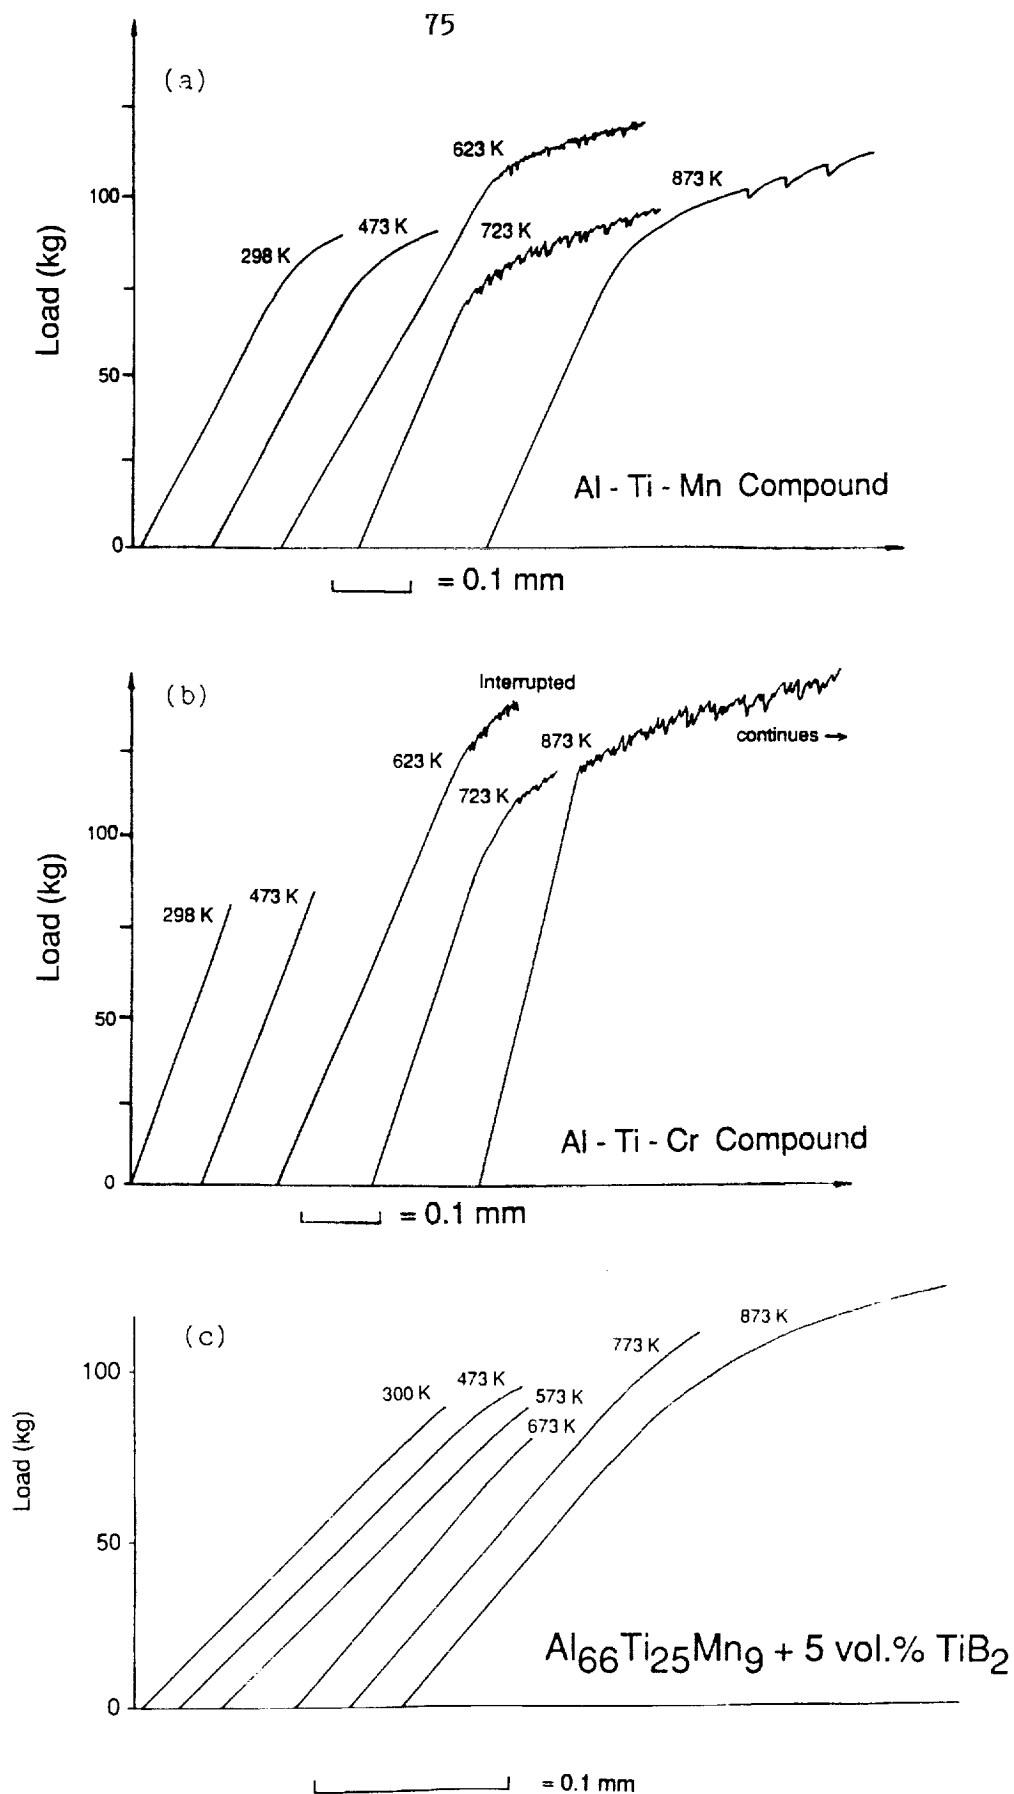 75
(a)
623 K
873 K
100
473 K
723 K
298 K
Load (kg)
50
Al - Ti - Mn Compound
0
= 0.1 mm
(b)
Interrupted
873 K
continues →
623 K
723 K
100
473 K
298 K
Load (kg)
50
Al - Ti - Cr Compound
0
= 0.1 mm
(c)
873 K
773 K
100
473 K
300 K
573 K
673 K
Load (kg)
50
Al66Ti25Mn9 + 5 vol.% TiB2
0
= 0.1 mm